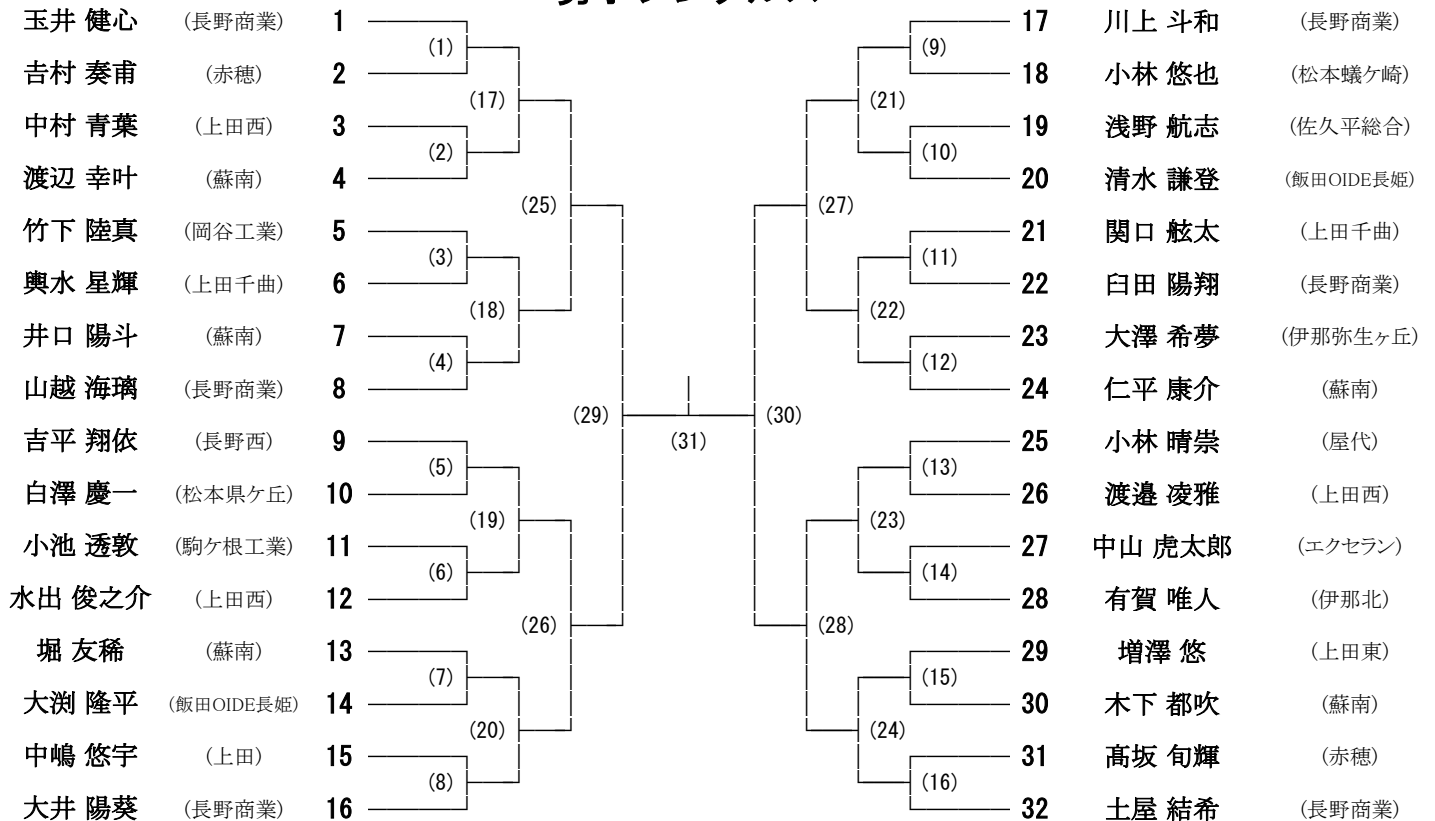 玉井 健心 (長野商業) 1
吉村 奏甫 (赤穂) 2
中村 青葉 (上田西) 3
渡辺 幸叶 (蘇南) 4
竹下 陸真 (岡谷工業) 5
輿水 星輝 (上田千曲) 6
井口 陽斗 (蘇南) 7
山越 海璃 (長野商業) 8
吉平 翔依 (長野西) 9
白澤 慶一 (松本県ケ丘) 10
小池 透敦 (駒ケ根工業) 11
水出 俊之介 (上田西) 12
堀 友稀 (蘇南) 13
大渕 隆平 (飯田OIDE長姫) 14
中嶋 悠宇 (上田) 15
大井 陽葵 (長野商業) 16
(1)
(2)
(3)
(4)
(5)
(6)
(7)
(8)
(17)
(18)
(19)
(20)
(25)
(26)
(29)
(31)
(30)
(27)
(28)
(21)
(22)
(23)
(24)
(9)
(10)
(11)
(12)
(13)
(14)
(15)
(16)
17 川上 斗和 (長野商業)
18 小林 悠也 (松本蟻ケ崎)
19 浅野 航志 (佐久平総合)
20 清水 謙登 (飯田OIDE長姫)
21 関口 舷太 (上田千曲)
22 臼田 陽翔 (長野商業)
23 大澤 希夢 (伊那弥生ヶ丘)
24 仁平 康介 (蘇南)
25 小林 晴崇 (屋代)
26 渡邉 凌雅 (上田西)
27 中山 虎太郎 (エクセラン)
28 有賀 唯人 (伊那北)
29 増澤 悠 (上田東)
30 木下 都吹 (蘇南)
31 髙坂 旬輝 (赤穂)
32 土屋 結希 (長野商業)